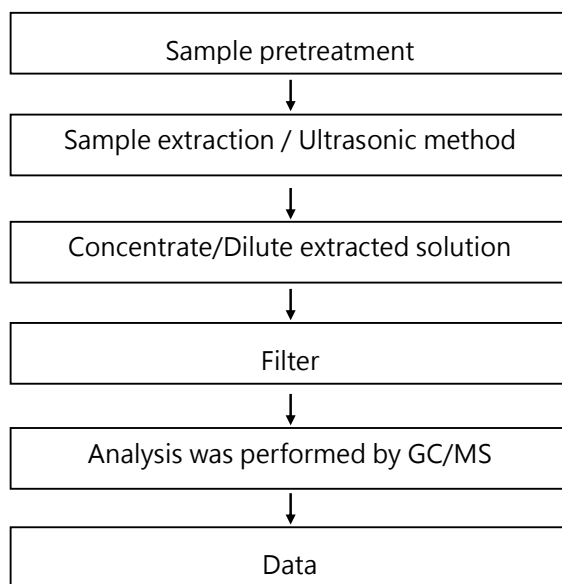 Sample pretreatment
Sample extraction / Ultrasonic method
Concentrate/Dilute extracted solution
Filter
Analysis was performed by GC/MS
Data